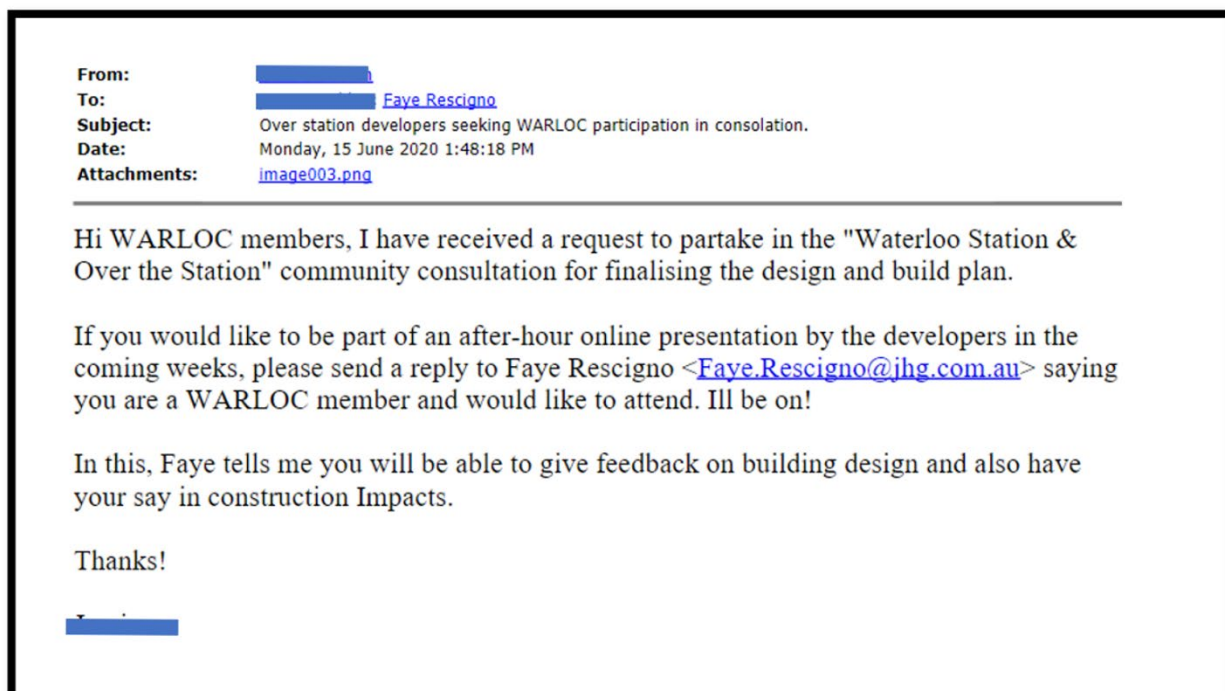 From:
To: Faye Rescigno
Subject: Over station developers seeking WARLOC participation in consolation.
Date: Monday, 15 June 2020 1:48:18 PM
Attachments: image003.png
Hi WARLOC members, I have received a request to partake in the "Waterloo Station &
Over the Station" community consultation for finalising the design and build plan.
If you would like to be part of an after-hour online presentation by the developers in the
coming weeks, please send a reply to Faye Rescigno <Faye.Rescigno@jhg.com.au> saying
you are a WARLOC member and would like to attend. Ill be on!
In this, Faye tells me you will be able to give feedback on building design and also have
your say in construction Impacts.
Thanks!